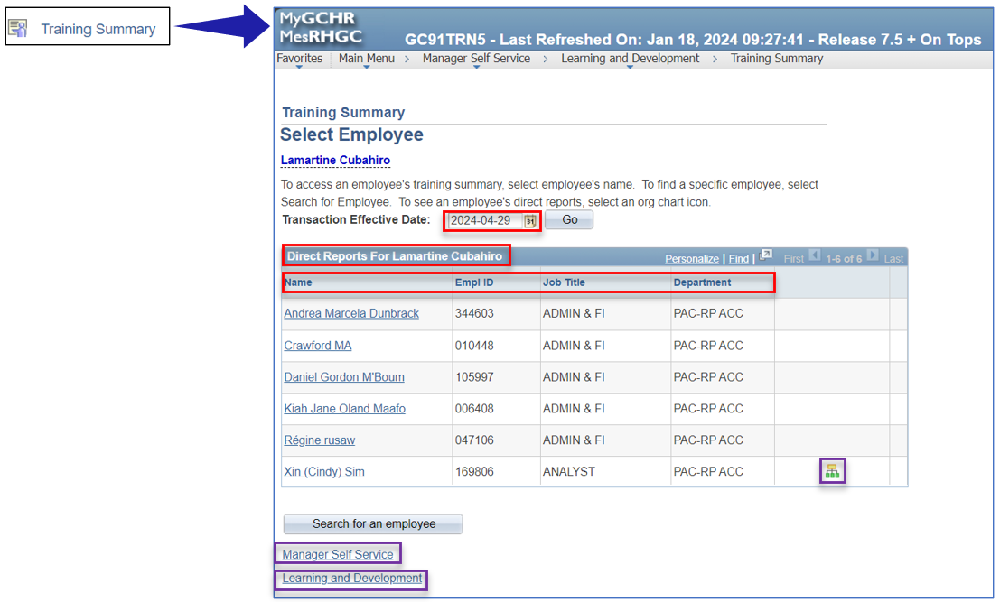 Training Summary
MyGCHR
MesRHGC
GC91TRN5 - Last Refreshed On: Jan 18, 2024 09:27:41 - Release 7.5 + On Tops
Favorites Main Menu > Manager Self Service > Learning and Development > Training Summary
Training Summary
Select Employee
Lamartine Cubahiro
To access an employee's training summary, select employee's name. To find a specific employee, select
Search for Employee. To see an employee's direct reports, select an org chart icon.
Transaction Effective Date: 2024-04-29 31 Go
Direct Reports For Lamartine Cubahiro Personalize | Find | First 1-6 of 6 Last
Name Empl ID Job Title Department
Andrea Marcela Dunbrack 344603 ADMIN & FI PAC-RP ACC
Crawford MA 010448 ADMIN & FI PAC-RP ACC
Daniel Gordon M'Boum 105997 ADMIN & FI PAC-RP ACC
Kiah Jane Oland Maafo 006408 ADMIN & FI PAC-RP ACC
Régine rusaw 047106 ADMIN & FI PAC-RP ACC
Xin (Cindy) Sim 169806 ANALYST PAC-RP ACC
Search for an employee
Manager Self Service
Learning and Development